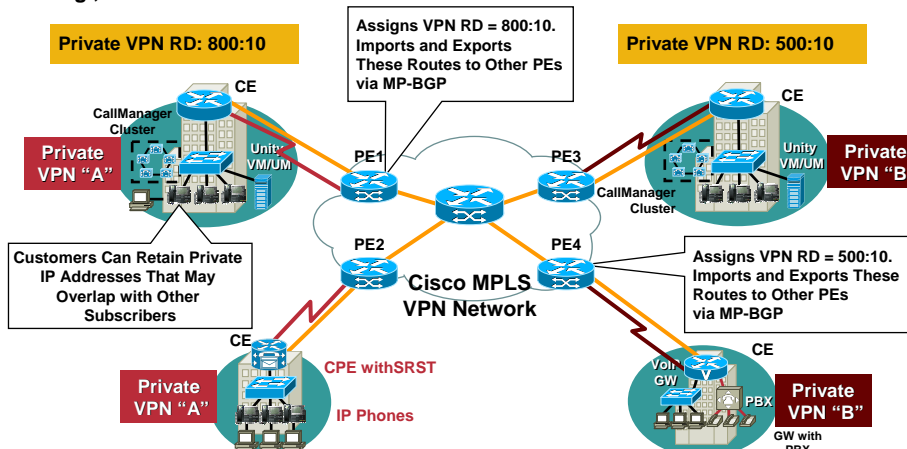 Private VPN RD: 800:10
Assigns VPN RD = 800:10.
Imports and Exports
These Routes to Other PEs
via MP-BGP
Private VPN RD: 500:10
CE
CallManager
Cluster
Unity
VM/UM
Private
VPN "A"
PE1
PE3
CE
Unity
VM/UM
CallManager
Cluster
Private
VPN "B"
Customers Can Retain Private
IP Addresses That May
Overlap with Other
Subscribers
PE2
PE4
Cisco MPLS
VPN Network
Assigns VPN RD = 500:10.
Imports and Exports These
Routes to Other PEs
via MP-BGP
CE
CPE withSRST
IP Phones
Private
VPN "A"
CE
VoIP
GW
V
PBX
Private
VPN "B"
GW with
PBX